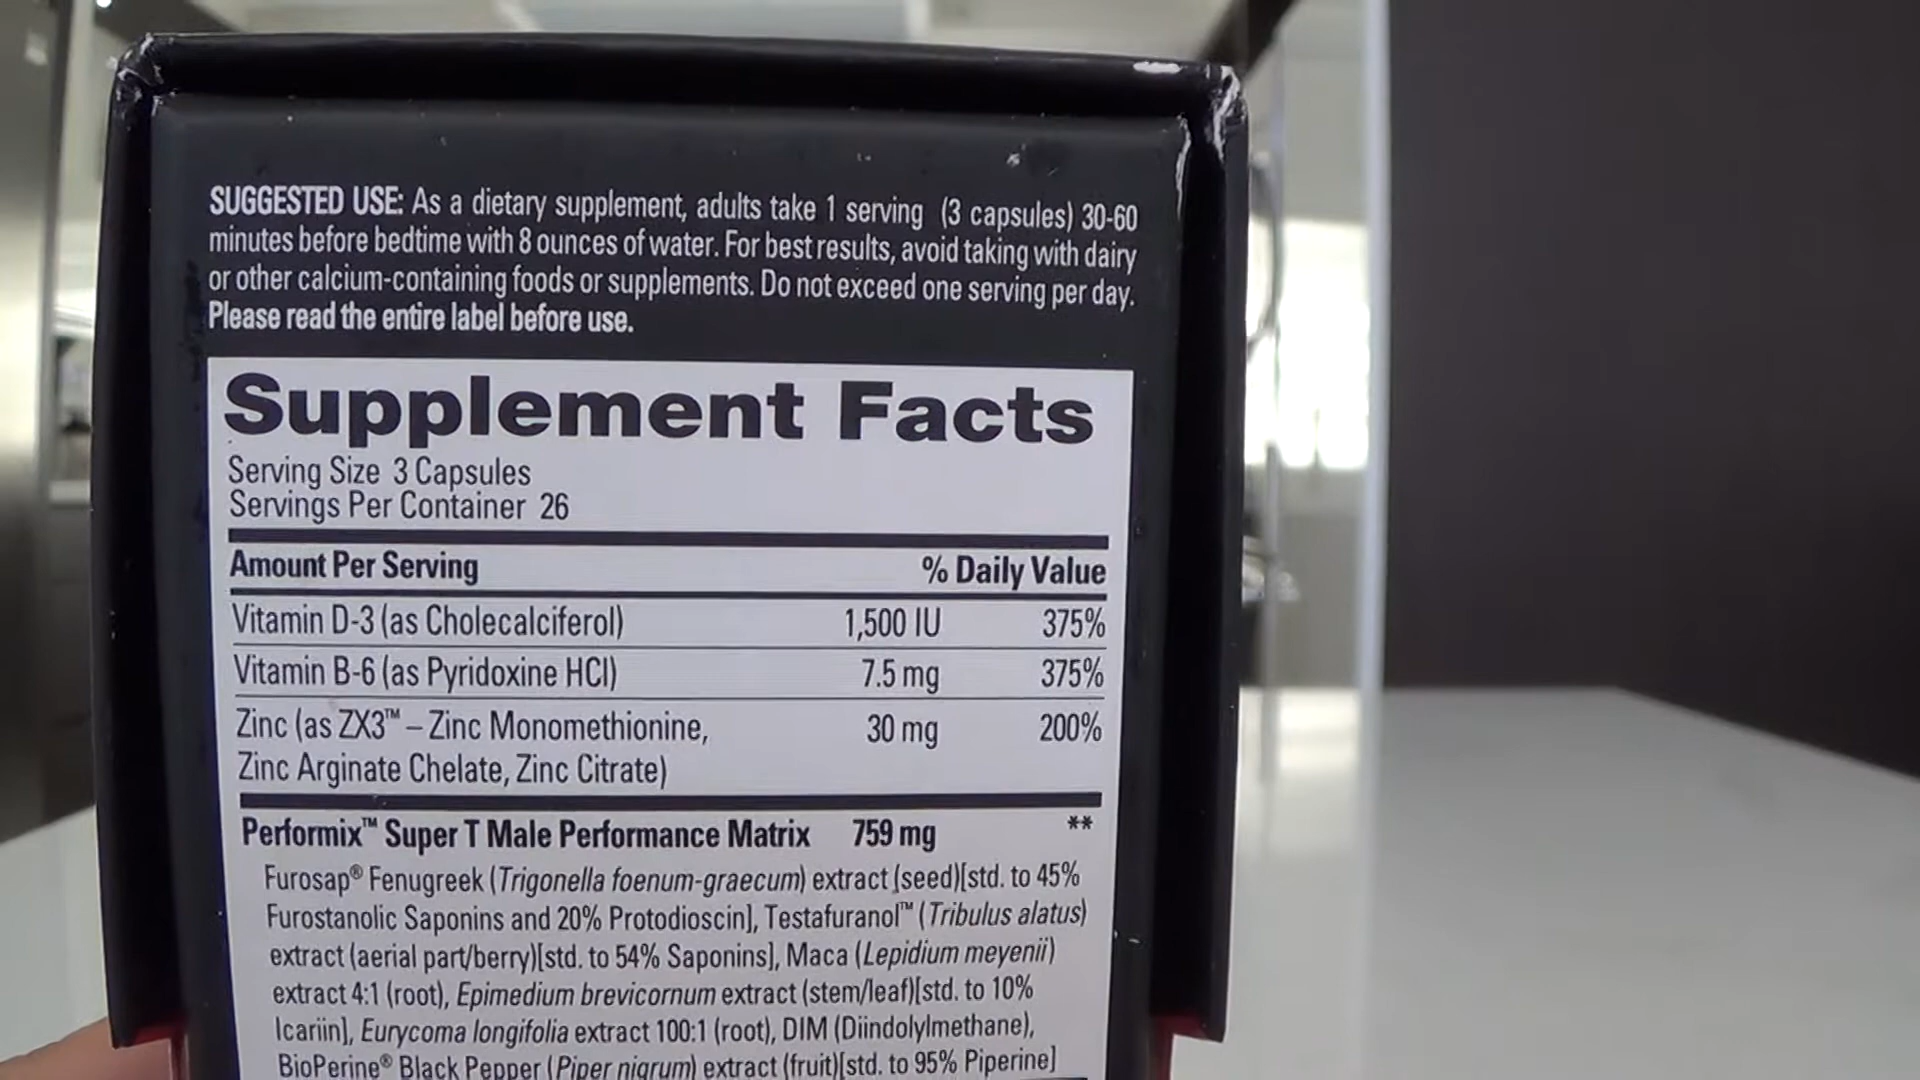 SUGGESTED USE: As a dietary supplement, adults take 1 serving (3 capsules) 30-60
minutes before bedtime with 8 ounces of water. For best results, avoid taking with dairy
or other calcium-containing foods or supplements. Do not exceed one serving per day.
Please read the entire label before use.
Supplement Facts
Serving Size 3 Capsules
Servings Per Container 26
Amount Per Serving % Daily Value
Vitamin D-3 (as Cholecalciferol) 1,500 IU 375%
Vitamin B-6 (as Pyridoxine HCl) 7.5 mg 375%
Zinc (as ZX3™ – Zinc Monomethionine, 30 mg 200%
Zinc Arginate Chelate, Zinc Citrate)
Performix™ Super T Male Performance Matrix 759 mg **
Furosap® Fenugreek (Trigonella foenum-graecum) extract (seed)[std. to 45%
Furostanolic Saponins and 20% Protodioscin], Testafuranol™ (Tribulus alatus)
extract (aerial part/berry)[std. to 54% Saponins], Maca (Lepidium meyenii)
extract 4:1 (root), Epimedium brevicornum extract (stem/leaf)[std. to 10%
Icariin], Eurycoma longifolia extract 100:1 (root), DIM (Diindolylmethane),
BioPerine® Black Pepper (Piper nigrum) extract (fruit)[std. to 95% Piperine]